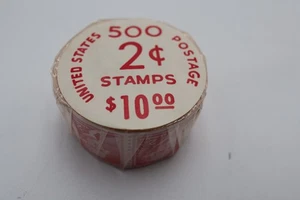 UNITED STATES POSTAGE
500
2¢
STAMPS
$10.00